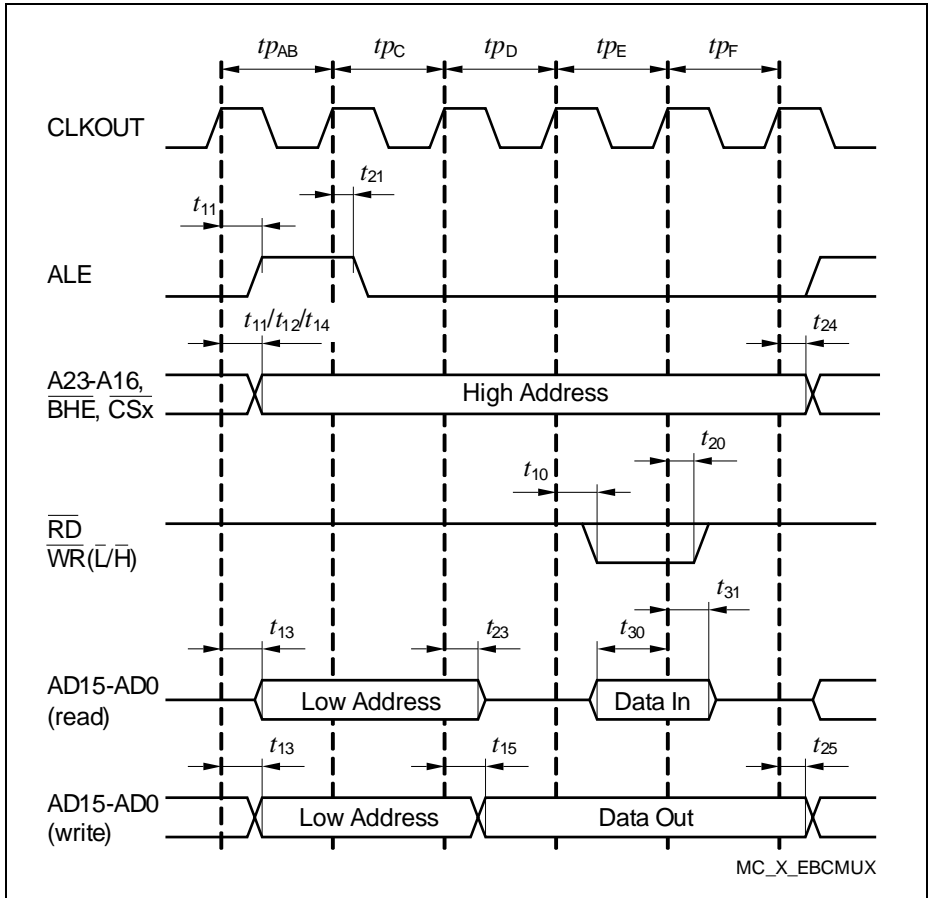 tpAB tpC tpD tpE tpF
CLKOUT
t21
t11
ALE
t11/t12/t14 t24
A23-A16,
BHE, CSx
High Address
t20
t10
RD
WR(L/H)
t31
t13 t23 t30
AD15-AD0
(read)
Low Address Data In
t13 t15 t25
AD15-AD0
(write)
Low Address Data Out
MC_X_EBCMUX